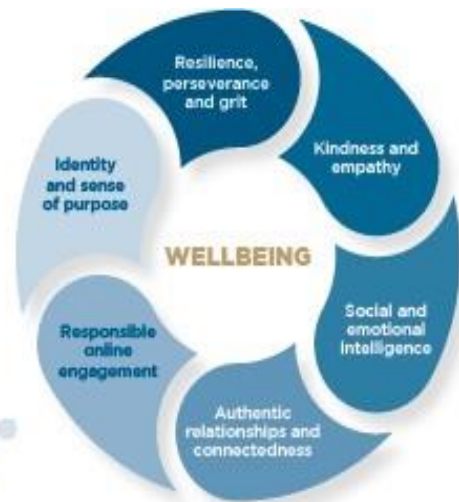 Resilience,
perseverance
and grit
Kindness and
empathy
Social and
emotional
intelligence
Authentic
relationships and
connectedness
Responsible
online
engagement
Identity
and sense
of purpose
WELLBEING